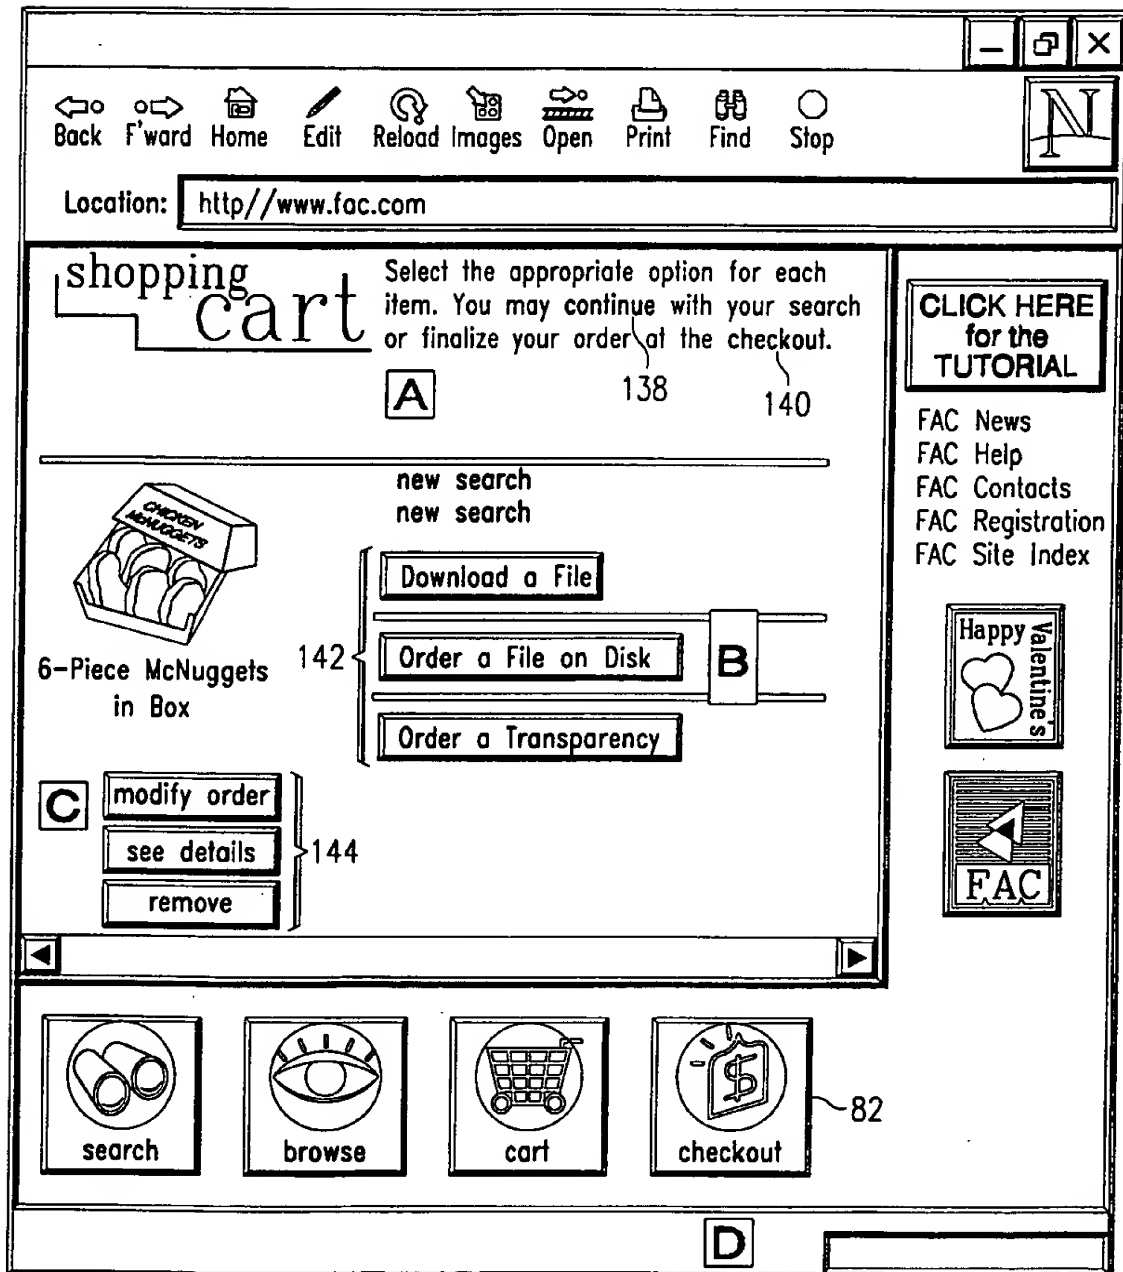 Back F'ward Home Edit Reload Images Open Print Find Stop
N
Location: http//www.fac.com
shopping cart
Select the appropriate option for each
item. You may continue with your search
or finalize your order at the checkout.
138
140
A
CLICK HERE
for the
TUTORIAL
FAC News
FAC Help
FAC Contacts
FAC Registration
FAC Site Index
new search
new search
CHICKEN
McNUGGETS
6-Piece McNuggets
in Box
142
Download a File
Order a File on Disk
B
Order a Transparency
Happy Valentine's
C
modify order
see details
remove
144
FAC
search
browse
cart
$
checkout
82
D